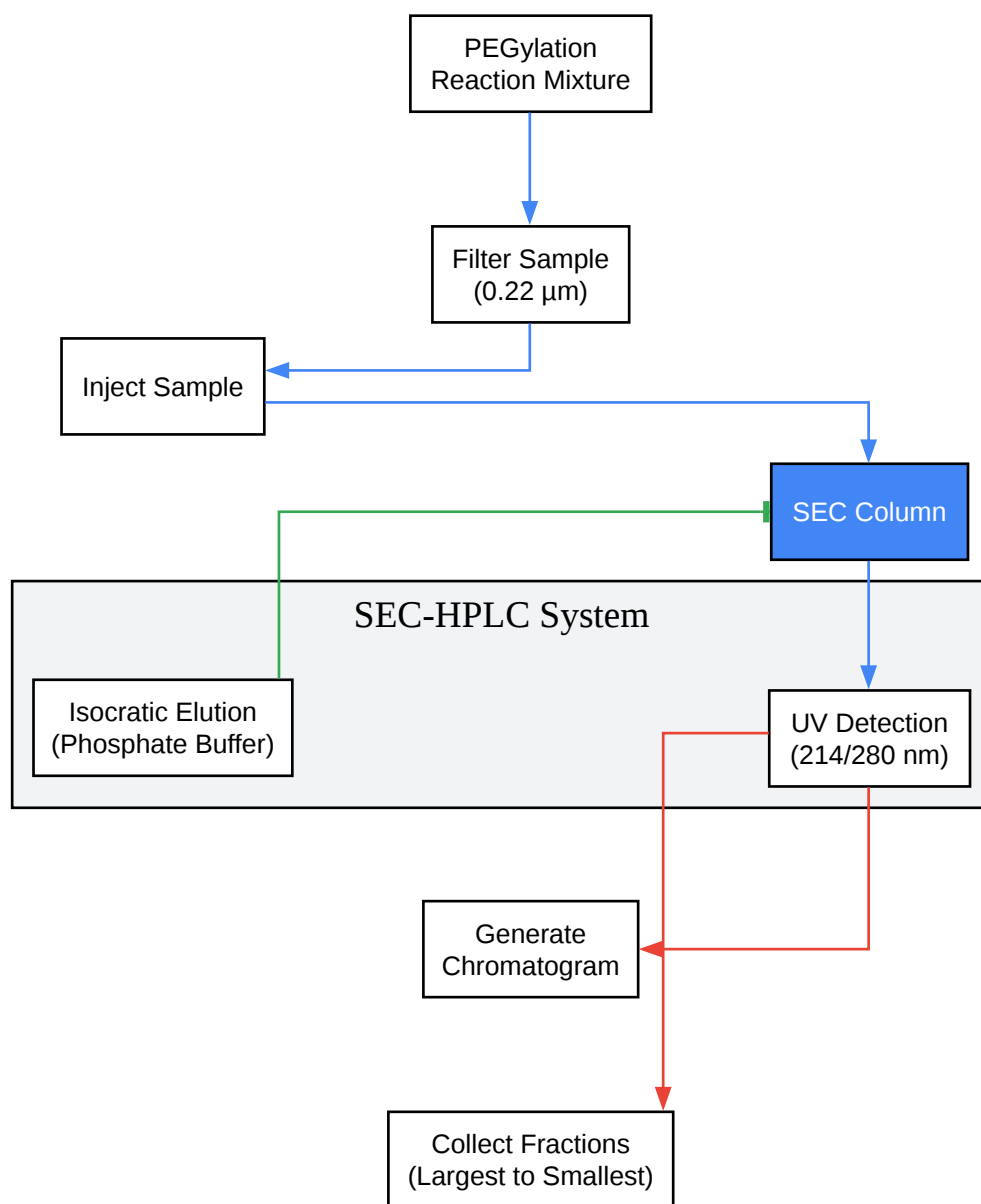 PEGylation
Reaction Mixture
Filter Sample
(0.22 µm)
Inject Sample
SEC Column
SEC-HPLC System
Isocratic Elution
(Phosphate Buffer)
UV Detection
(214/280 nm)
Generate
Chromatogram
Collect Fractions
(Largest to Smallest)